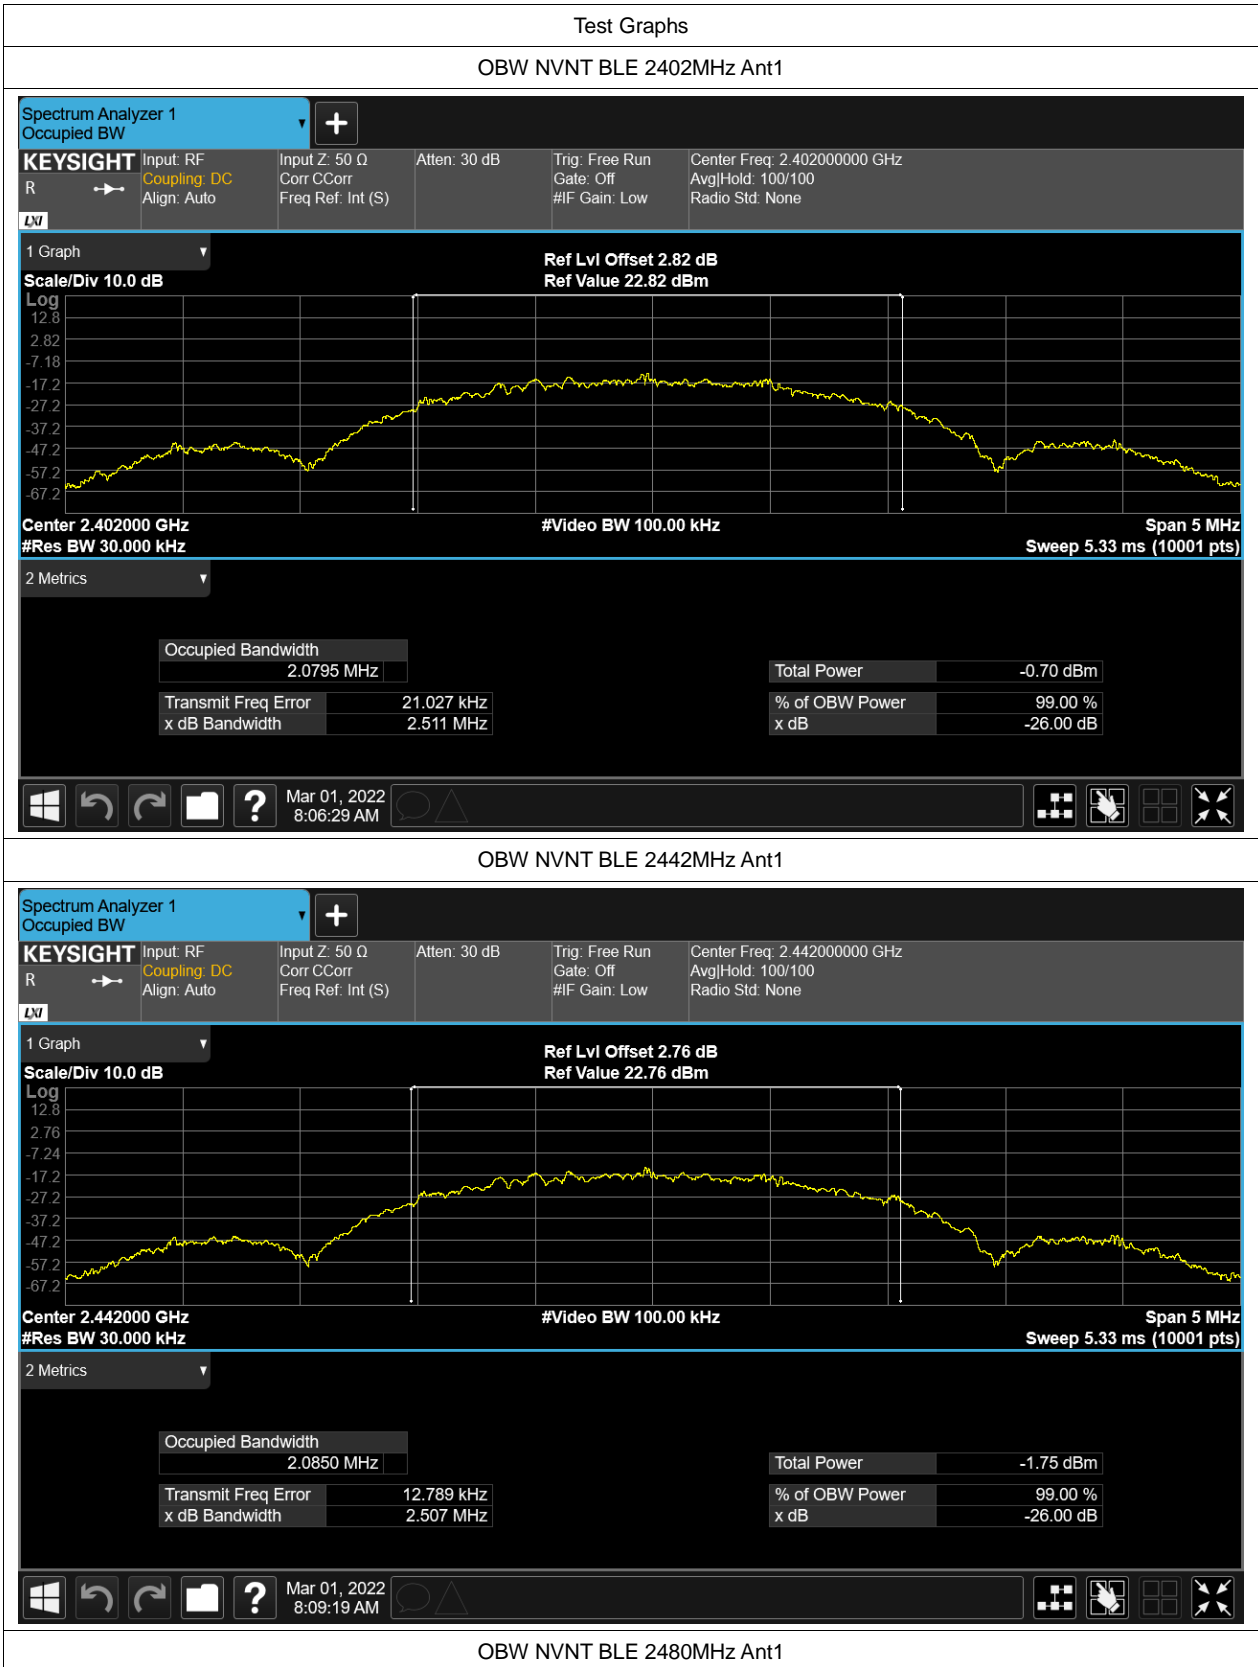 Test Graphs
OBW NVNT BLE 2402MHz Ant1
Spectrum Analyzer 1
Occupied BW
KEYSIGHT Input: RF Input Z: 50 Ω Atten: 30 dB Trig: Free Run Center Freq: 2.402000000 GHz
R Coupling: DC Corr CCorr Gate: Off Avg|Hold: 100/100
Align: Auto Freq Ref: Int (S) #IF Gain: Low Radio Std: None
LXI
1 Graph
Ref Lvl Offset 2.82 dB
Scale/Div 10.0 dB Ref Value 22.82 dBm
Log
12.8
2.82
-7.18
-17.2
-27.2
-37.2
-47.2
-57.2
-67.2
Center 2.402000 GHz #Video BW 100.00 kHz Span 5 MHz
#Res BW 30.000 kHz Sweep 5.33 ms (10001 pts)
2 Metrics
Occupied Bandwidth
2.0795 MHz Total Power -0.70 dBm
Transmit Freq Error 21.027 kHz % of OBW Power 99.00 %
x dB Bandwidth 2.511 MHz x dB -26.00 dB
Mar 01, 2022
8:06:29 AM
OBW NVNT BLE 2442MHz Ant1
Spectrum Analyzer 1
Occupied BW
KEYSIGHT Input: RF Input Z: 50 Ω Atten: 30 dB Trig: Free Run Center Freq: 2.442000000 GHz
R Coupling: DC Corr CCorr Gate: Off Avg|Hold: 100/100
Align: Auto Freq Ref: Int (S) #IF Gain: Low Radio Std: None
LXI
1 Graph
Ref Lvl Offset 2.76 dB
Scale/Div 10.0 dB Ref Value 22.76 dBm
Log
12.8
2.76
-7.24
-17.2
-27.2
-37.2
-47.2
-57.2
-67.2
Center 2.442000 GHz #Video BW 100.00 kHz Span 5 MHz
#Res BW 30.000 kHz Sweep 5.33 ms (10001 pts)
2 Metrics
Occupied Bandwidth
2.0850 MHz Total Power -1.75 dBm
Transmit Freq Error 12.789 kHz % of OBW Power 99.00 %
x dB Bandwidth 2.507 MHz x dB -26.00 dB
Mar 01, 2022
8:09:19 AM
OBW NVNT BLE 2480MHz Ant1